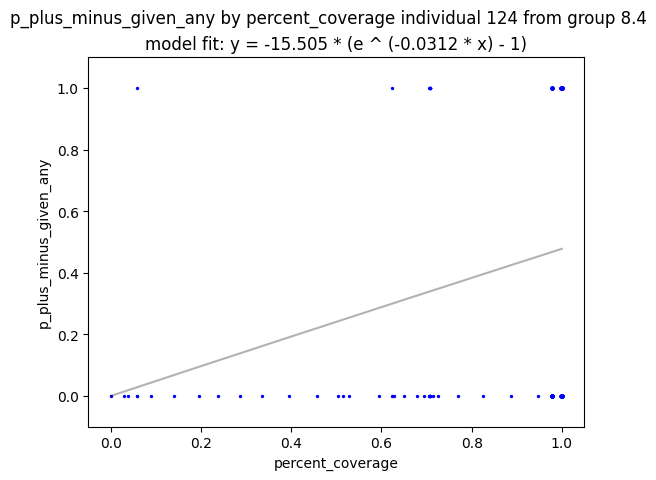 p_plus_minus_given_any by percent_coverage individual 124 from group 8.4
model fit: y = -15.505 * (e ^ (-0.0312 * x) - 1)
1.0
0.8
0.6
0.4
0.2
0.0
p_plus_minus_given_any
0.0 0.2 0.4 0.6 0.8 1.0
percent_coverage